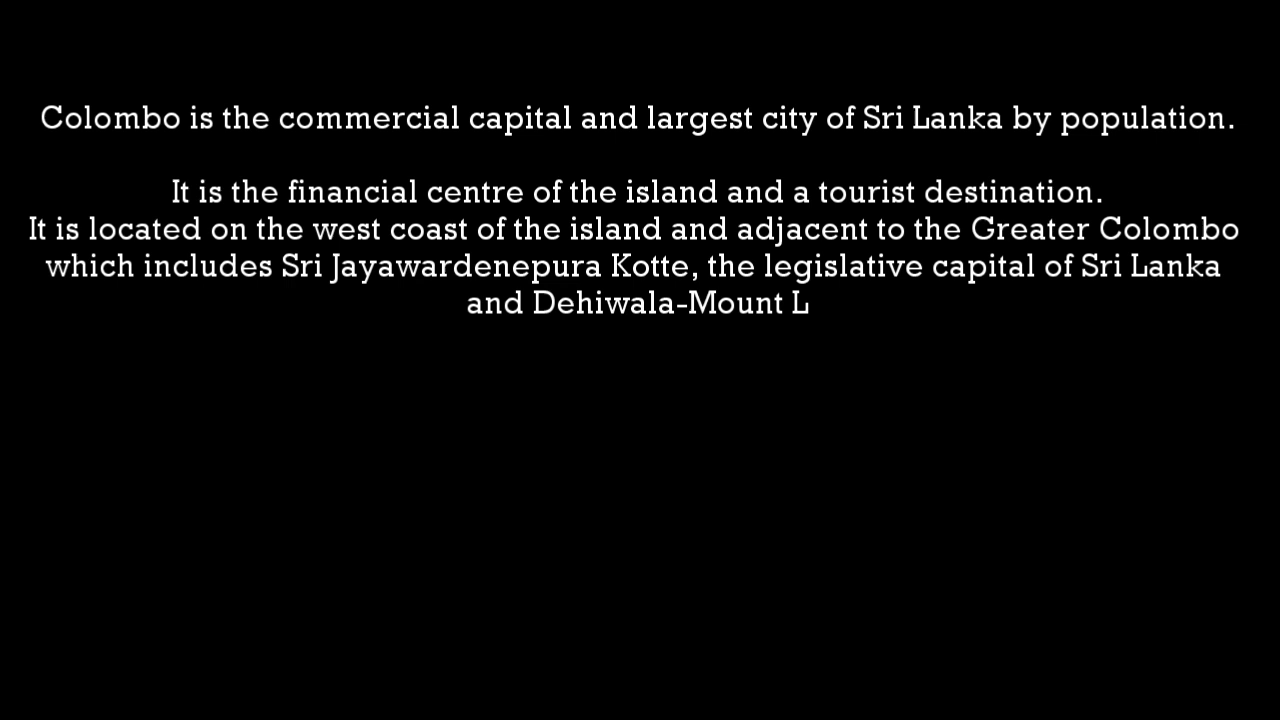 Colombo is the commercial capital and largest city of Sri Lanka by population.
It is the financial centre of the island and a tourist destination.
It is located on the west coast of the island and adjacent to the Greater Colombo
which includes Sri Jayawardenepura Kotte, the legislative capital of Sri Lanka
and Dehiwala-Mount L